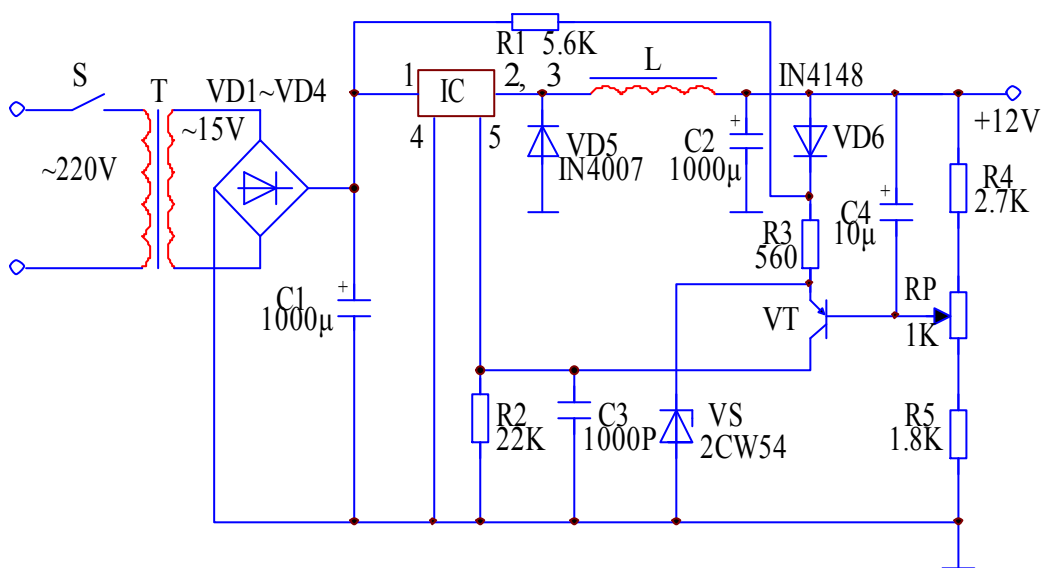 R1 5.6K
S
T
VD1~VD4
~15V
~220V
1
IC
2, 3
4
5
L
IN4148
+12V
VD5
IN4007
C2
1000μ
+
VD6
R4
2.7K
+
C4
10μ
R3
560
RP
1K
VT
+
C1
1000μ
R2
22K
C3
1000P
VS
2CW54
R5
1.8K